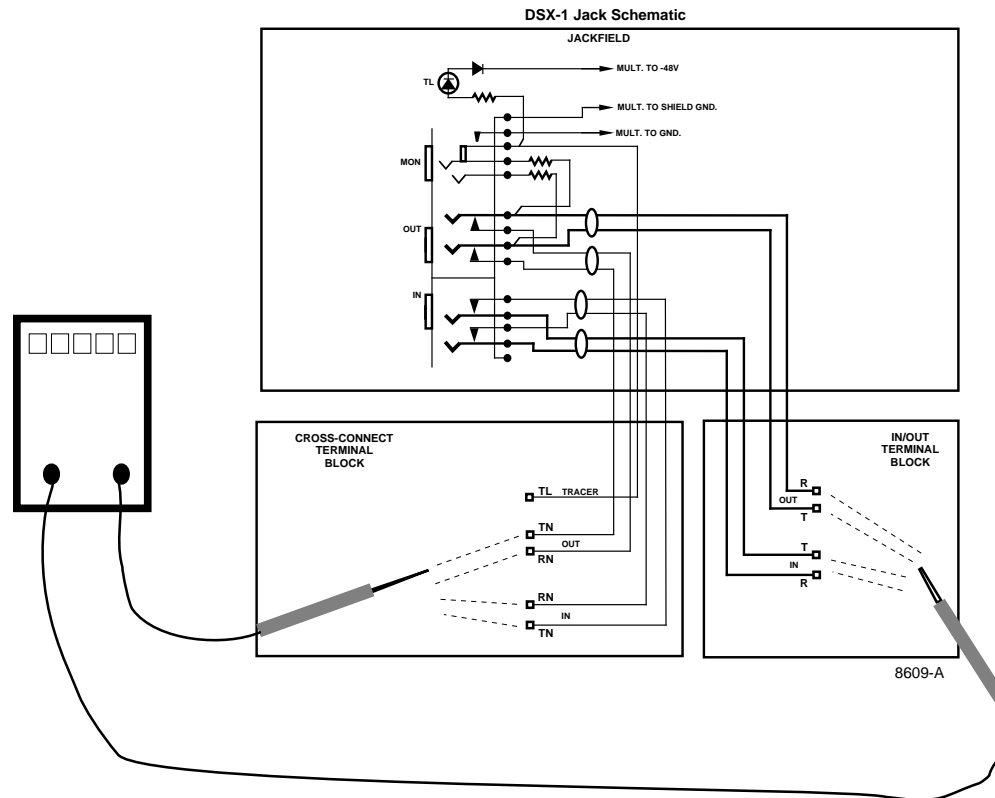 DSX-1 Jack Schematic
JACKFIELD
MULT. TO -48V
TL
MULT. TO SHIELD GND.
MULT. TO GND.
MON
OUT
IN
CROSS-CONNECT
TERMINAL
BLOCK
TL TRACER
TN
OUT
RN
RN
IN
TN
IN/OUT
TERMINAL
BLOCK
R
OUT
T
T
IN
R
8609-A